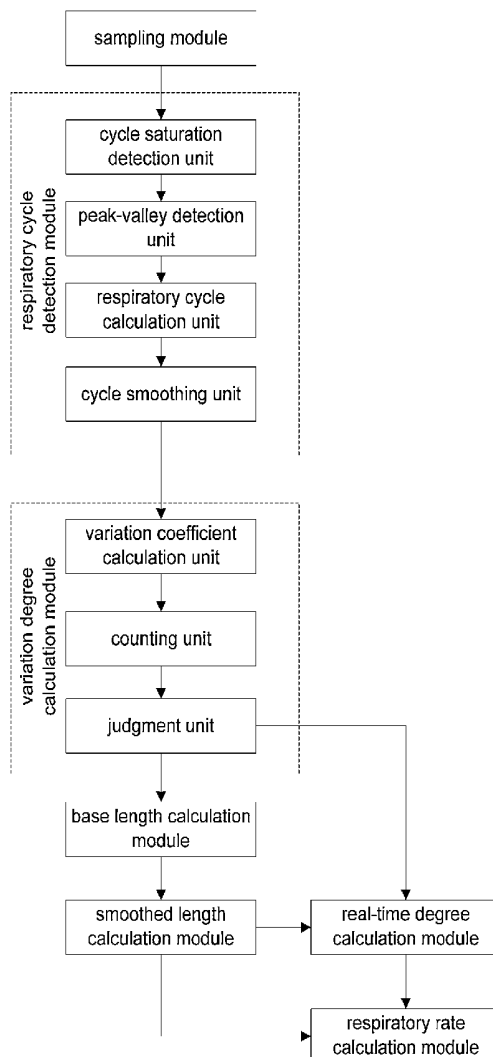 sampling module
respiratory cycle
detection module
cycle saturation
detection unit
peak-valley detection
unit
respiratory cycle
calculation unit
cycle smoothing unit
variation degree
calculation module
variation coefficient
calculation unit
counting unit
judgment unit
base length calculation
module
smoothed length
calculation module
real-time degree
calculation module
respiratory rate
calculation module